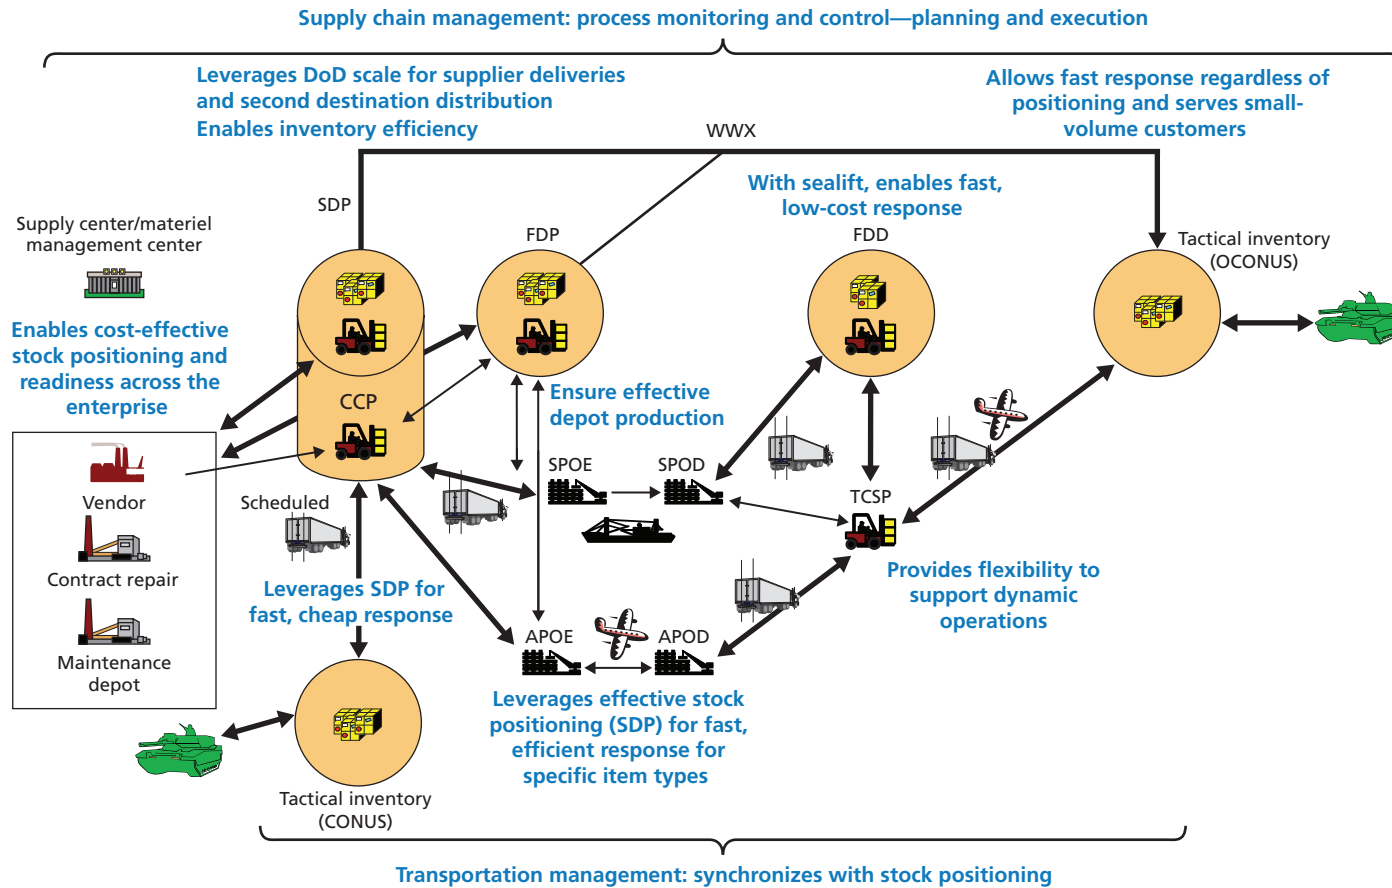 Supply chain management: process monitoring and control—planning and execution
Leverages DoD scale for supplier deliveries
and second destination distribution
Enables inventory efficiency
Allows fast response regardless of
positioning and serves small-
volume customers
WWX
With sealift, enables fast,
low-cost response
SDP
Supply center/materiel
management center
FDP
FDD
Tactical inventory
(OCONUS)
Enables cost-effective
stock positioning and
readiness across the
enterprise
CCP
Ensure effective
depot production
Vendor
Contract repair
Maintenance
depot
Scheduled
SPOE
SPOD
TCSP
Leverages SDP for
fast, cheap response
Provides flexibility to
support dynamic
operations
APOE
APOD
Leverages effective stock
positioning (SDP) for fast,
efficient response for
specific item types
Tactical inventory
(CONUS)
Transportation management: synchronizes with stock positioning